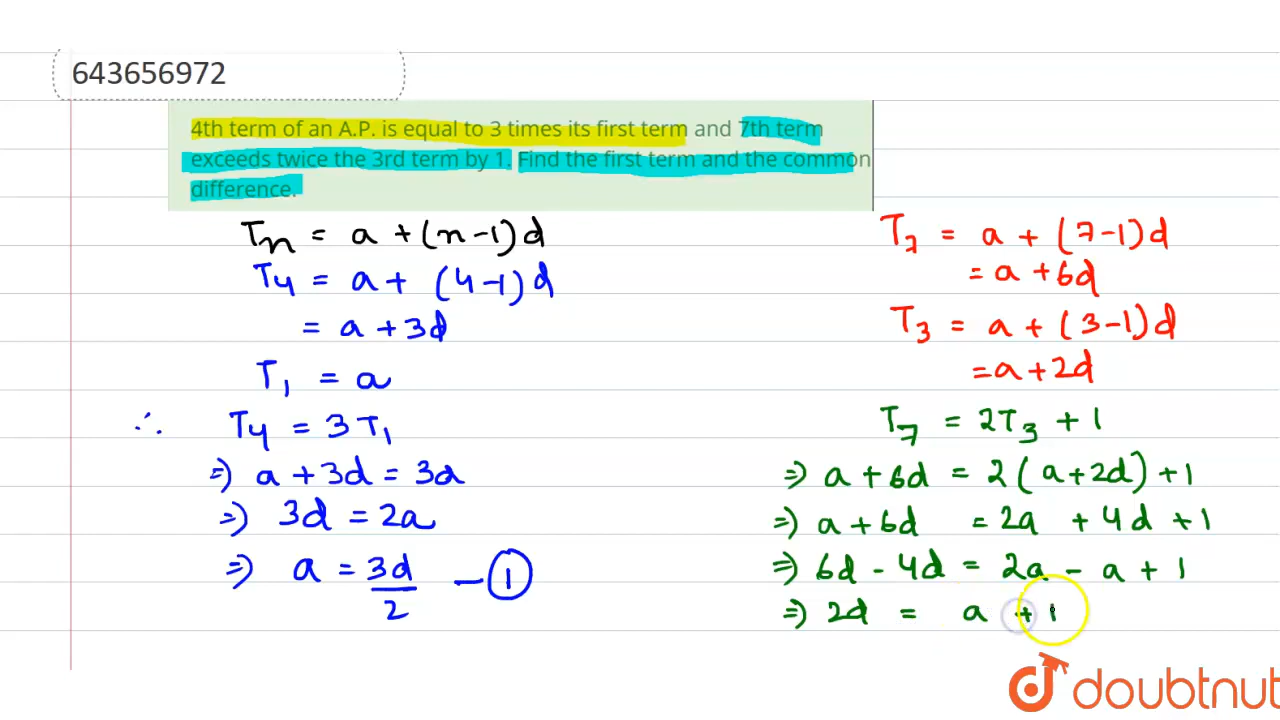 643656972
4th term of an A.P. is equal to 3 times its first term and 7th term
exceeds twice the 3rd term by 1. Find the first term and the common
difference.
Tn = a + (n-1)d
T4 = a + (4-1)d
= a + 3d
T1 = a
∴ T4 = 3T1
⇒ a + 3d = 3a
⇒ 3d = 2a
⇒ a = 3d/2 - ①
T7 = a + (7-1)d
= a + 6d
T3 = a + (3-1)d
= a + 2d
T7 = 2T3 + 1
⇒ a + 6d = 2(a + 2d) + 1
⇒ a + 6d = 2a + 4d + 1
⇒ 6d - 4d = 2a - a + 1
⇒ 2d = a + 1
doubtnut